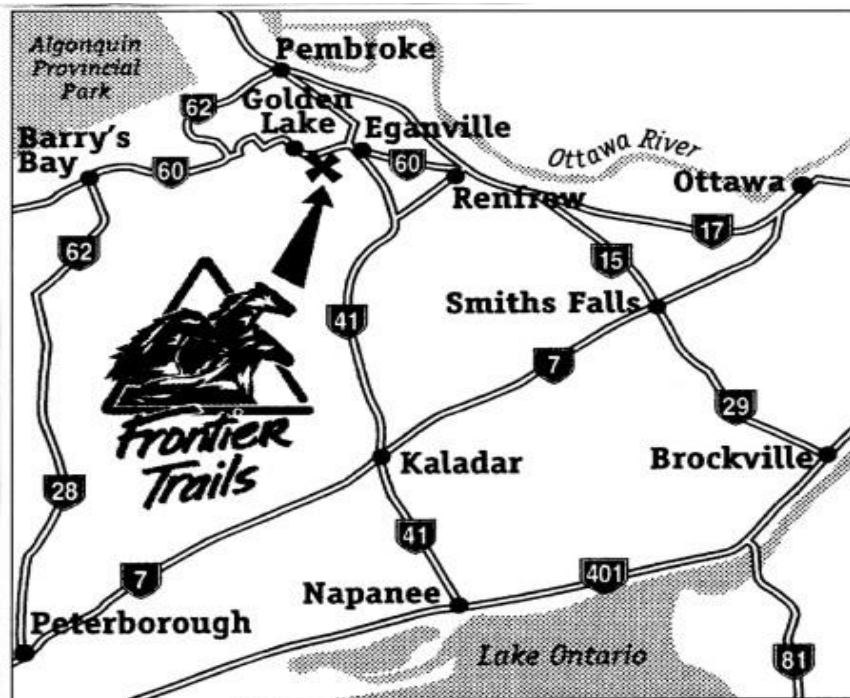 Algonquin
Provincial
Park
Pembroke
62
Golden
Lake
Eganville
Barry's
Bay
60
60
Renfrew
Ottawa River
Ottawa
17
62
15
41
Smiths Falls
7
29
Frontier
Trails
Kaladar
Brockville
28
41
7
401
Napanee
Peterborough
Lake Ontario
81